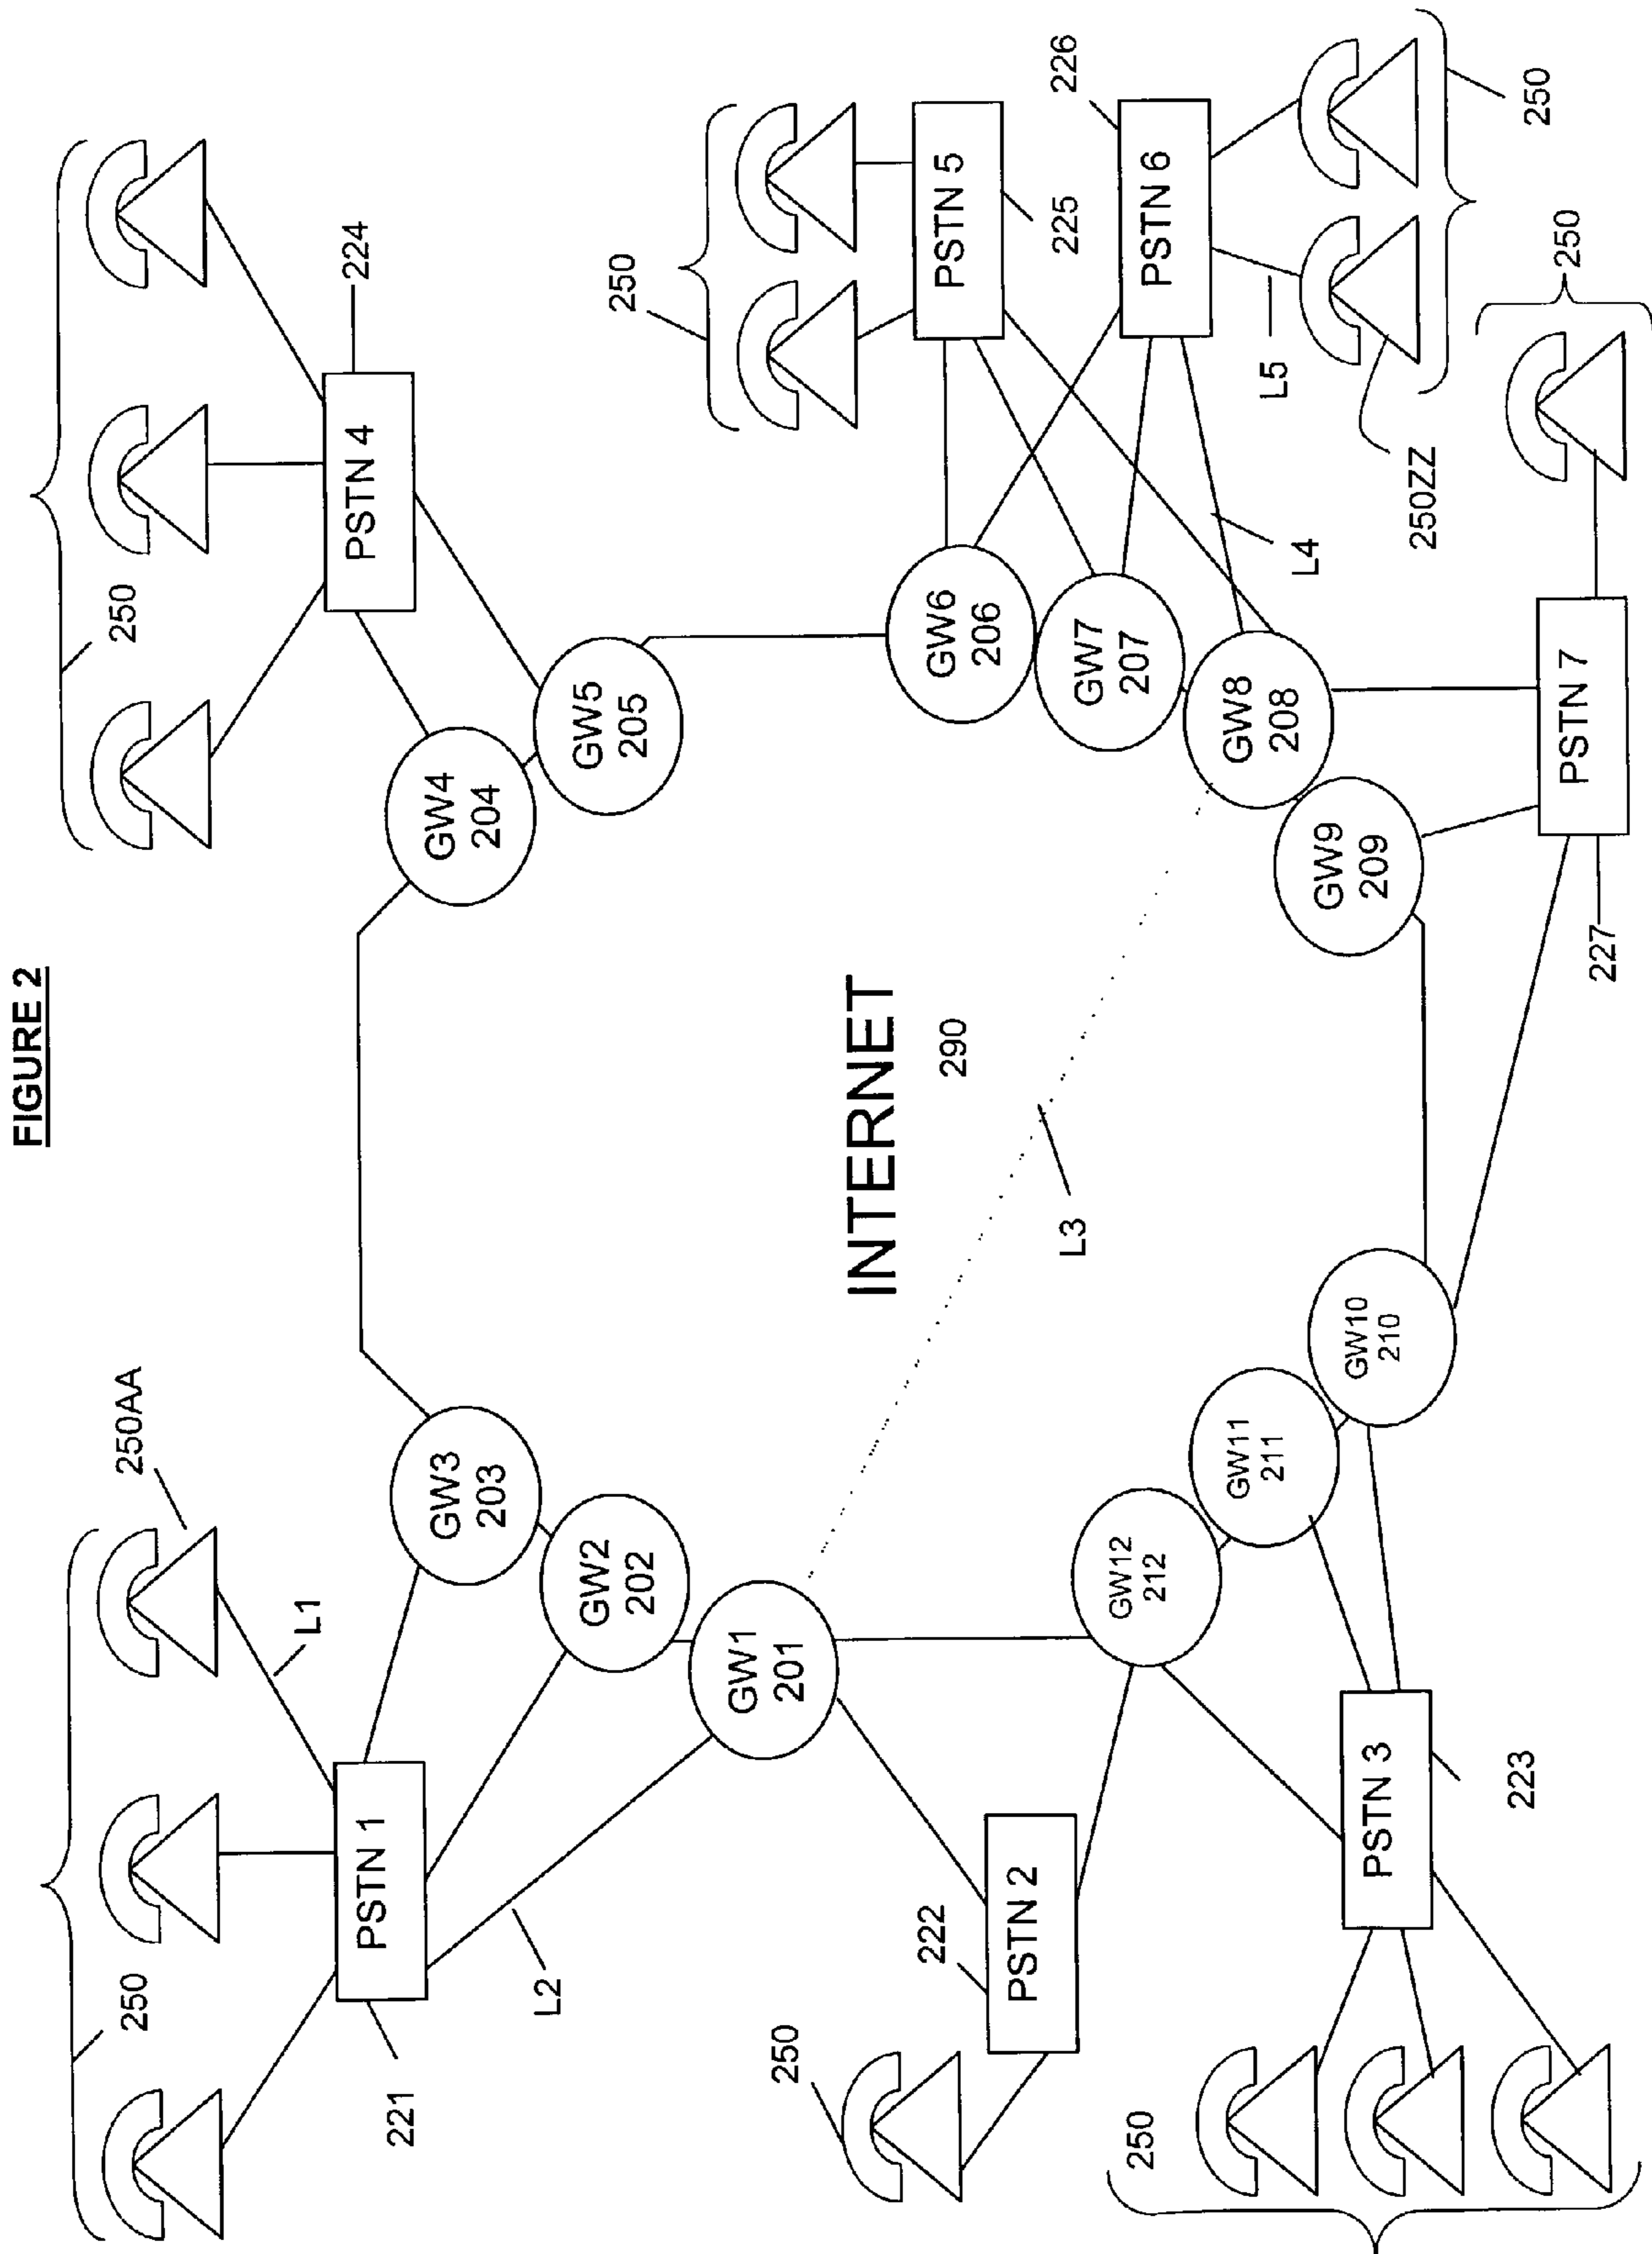 FIGURE 2
250
250AA
L1
PSTN 1
221
L2
GW3
203
GW2
202
GW1
201
250
222
PSTN 2
250
PSTN 3
223
GW12
212
GW11
211
GW10
210
INTERNET
290
L3
250
PSTN 4
224
GW4
204
GW5
205
250
PSTN 5
225
226
PSTN 6
250
L5
250ZZ
L4
GW6
206
GW7
207
GW8
208
GW9
209
PSTN 7
227
250